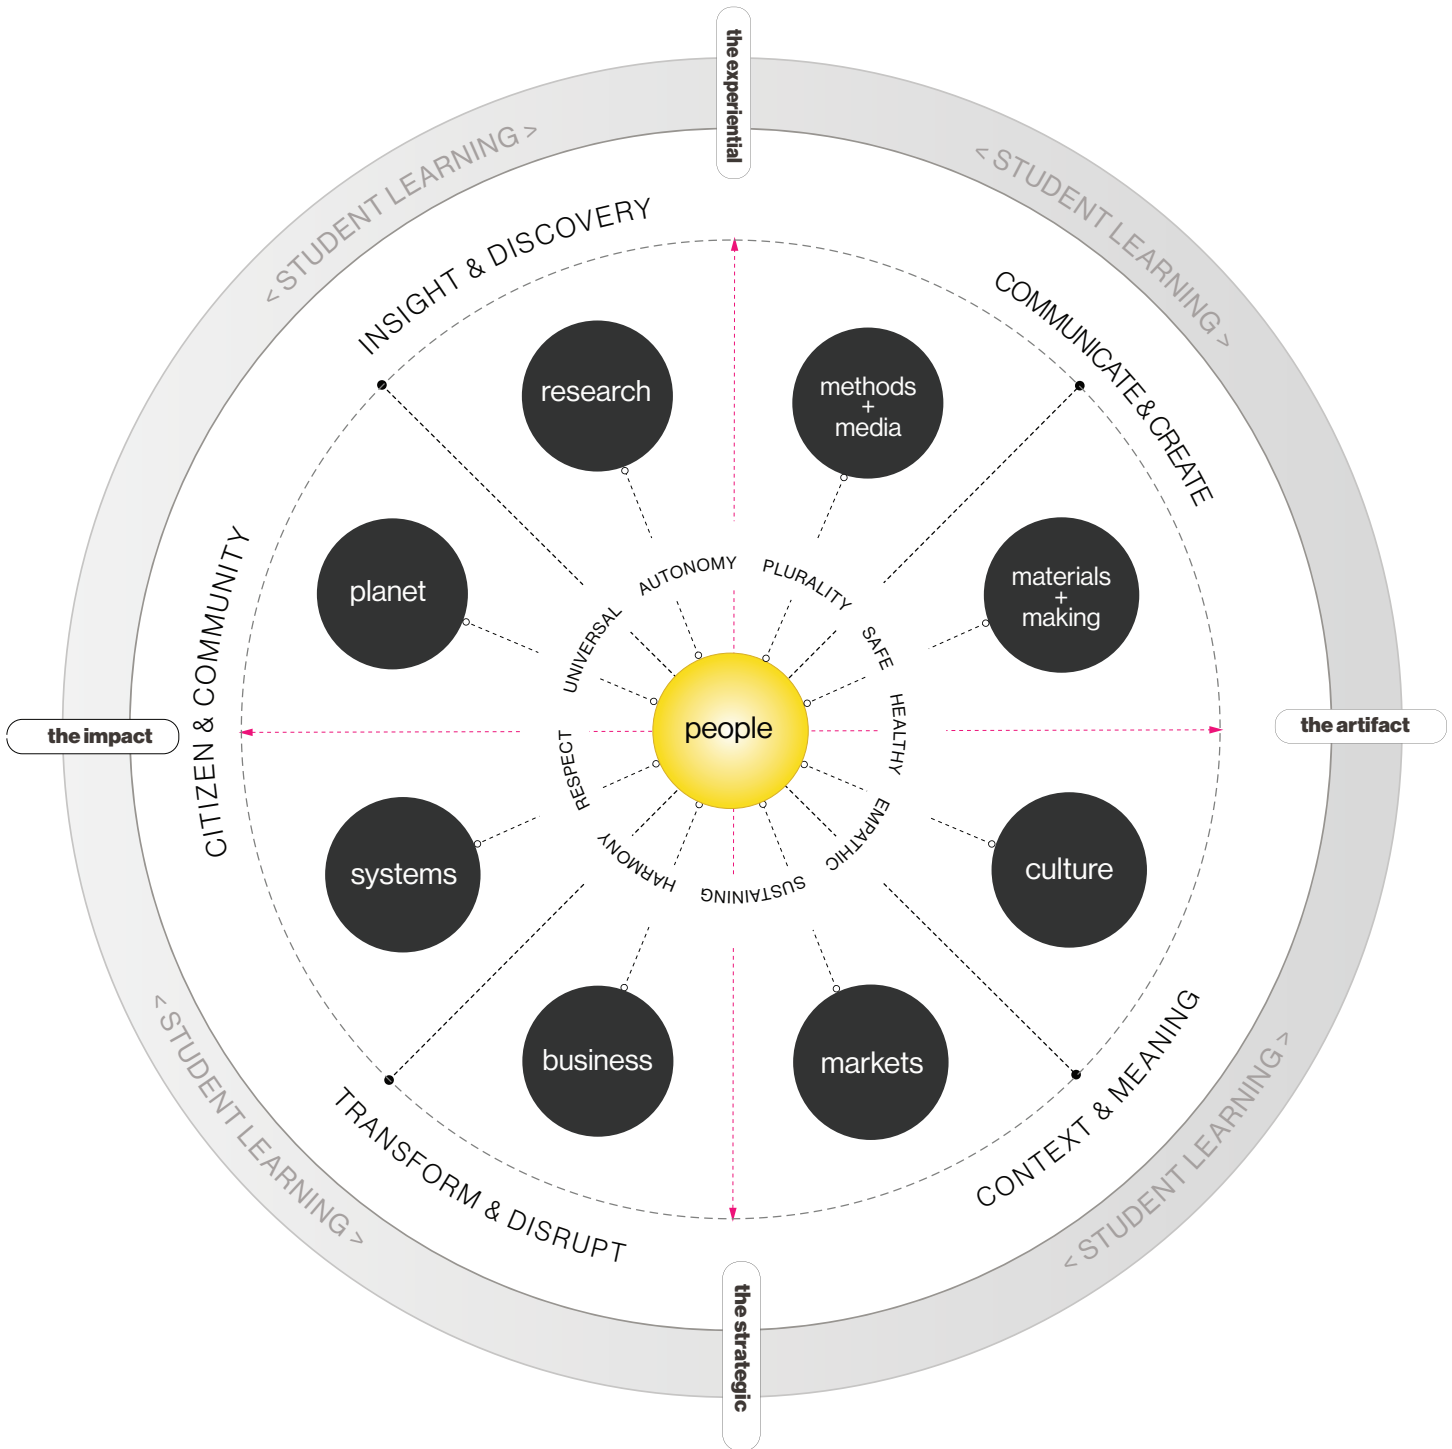 the experiential
< STUDENT LEARNING >
< STUDENT LEARNING >
INSIGHT & DISCOVERY
COMMUNICATE & CREATE
research
methods
+
media
planet
materials
+
making
AUTONOMY
PLURALITY
UNIVERSAL
SAFE
CITIZEN & COMMUNITY
the impact
people
HEALTHY
the artifact
RESPECT
EMPATHIC
HARMONY
SUSTAINING
systems
culture
business
markets
TRANSFORM & DISRUPT
CONTEXT & MEANING
< STUDENT LEARNING >
< STUDENT LEARNING >
the strategic